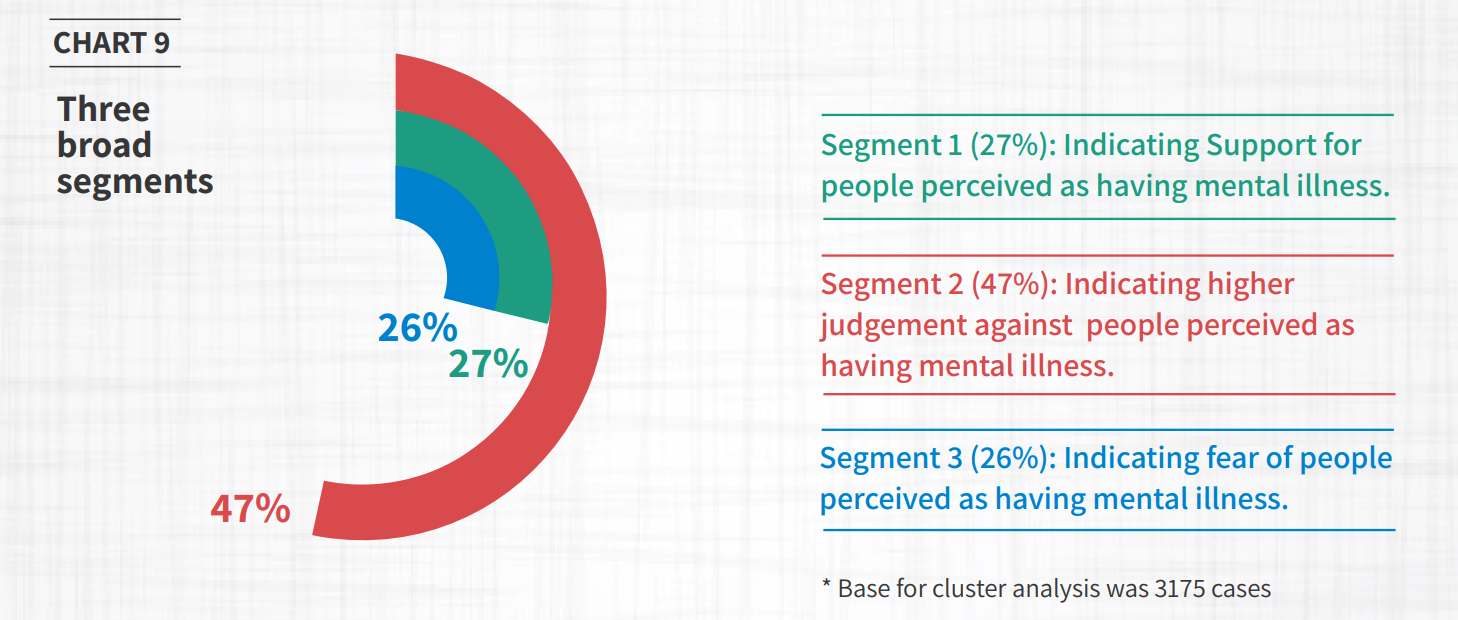 CHART 9
Three
broad
segments
26%
27%
47%
Segment 1 (27%): Indicating Support for
people perceived as having mental illness.
Segment 2 (47%): Indicating higher
judgement against  people perceived as
having mental illness.
Segment 3 (26%): Indicating fear of people
perceived as having mental illness.
* Base for cluster analysis was 3175 cases